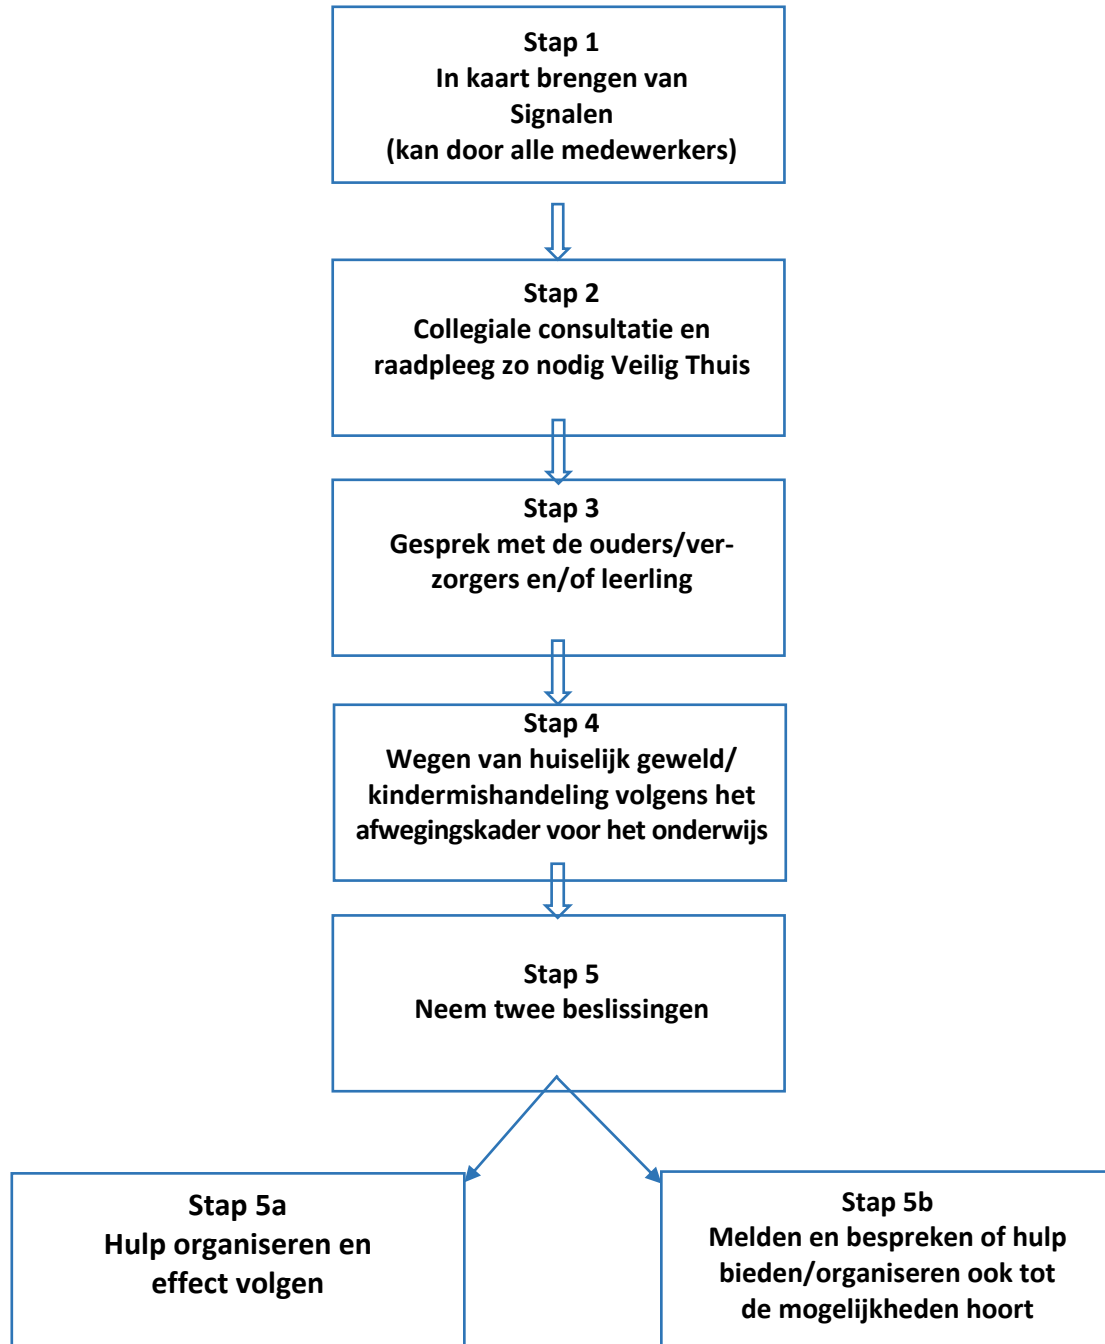 Stap 1
In kaart brengen van
Signalen
(kan door alle medewerkers)
Stap 2
Collegiale consultatie en
raadpleeg zo nodig Veilig Thuis
Stap 3
Gesprek met de ouders/ver-
zorgers en/of leerling
Stap 4
Wegen van huiselijk geweld/
kindermishandeling volgens het
afwegingskader voor het onderwijs
Stap 5
Neem twee beslissingen
Stap 5a
Hulp organiseren en
effect volgen
Stap 5b
Melden en bespreken of hulp
bieden/organiseren ook tot
de mogelijkheden hoort